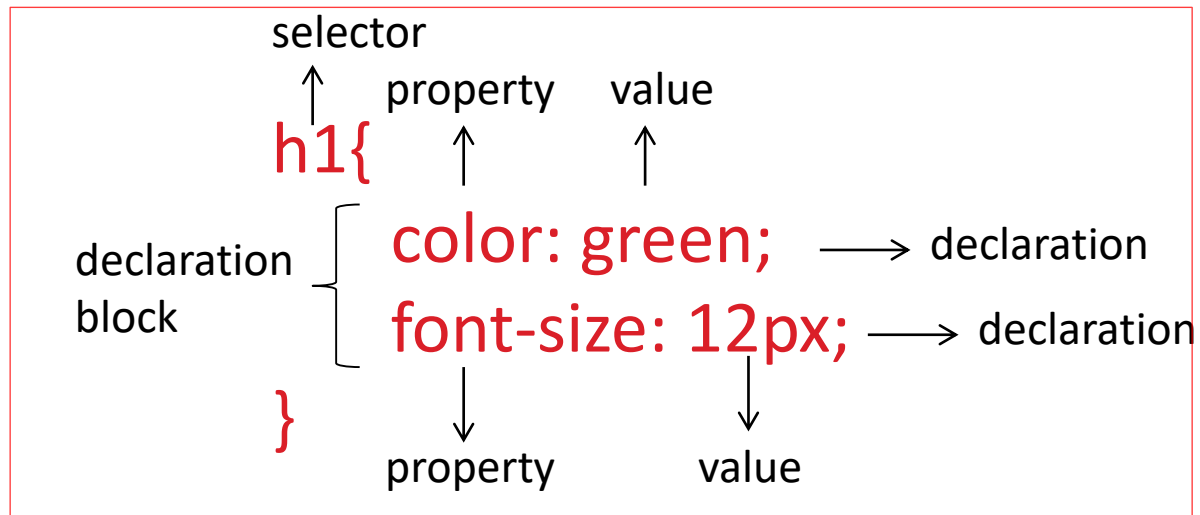 selector
property value
h1{
color: green; declaration
declaration
block
font-size: 12px; declaration
}
property value